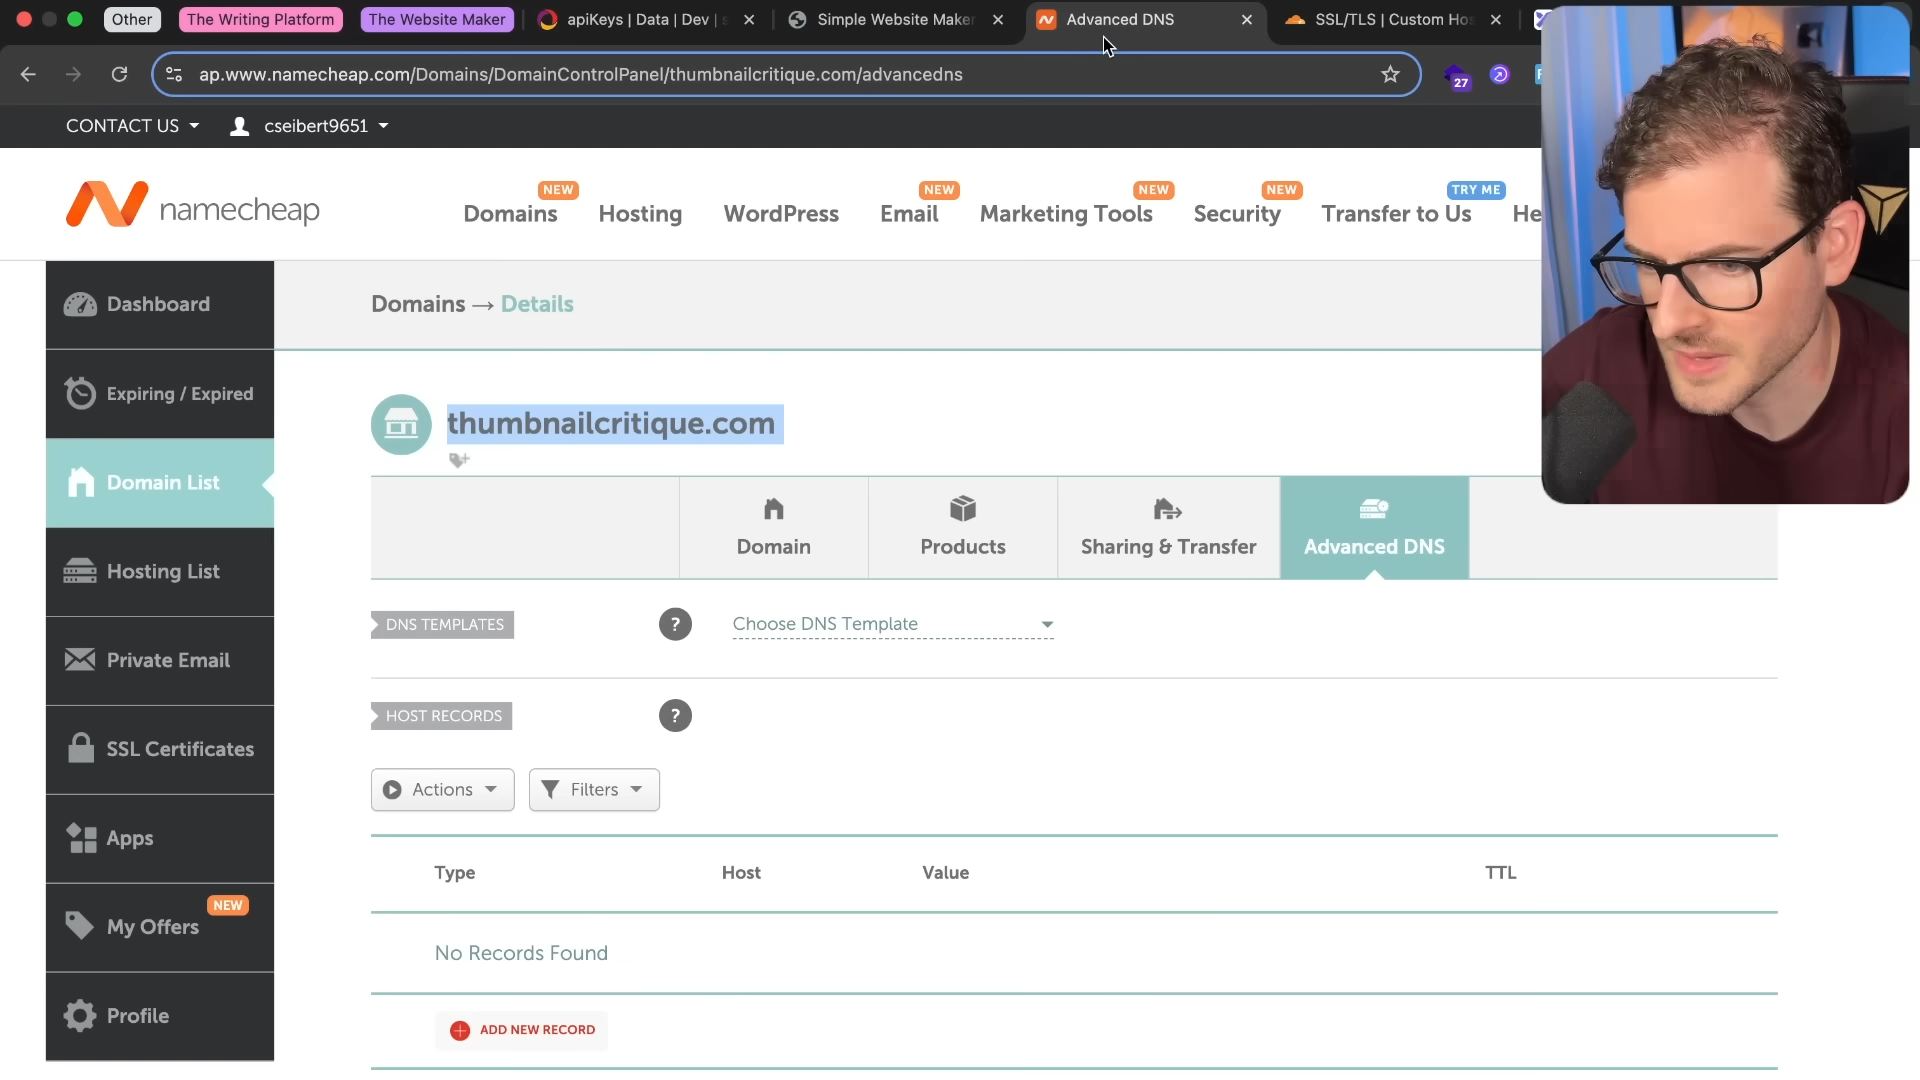 Other
The Writing Platform
The Website Maker
apiKeys | Data | Dev |
Simple Website Maker
Advanced DNS
SSL/TLS | Custom Ho
ap.www.namecheap.com/Domains/DomainControlPanel/thumbnailcritique.com/advancedns
27
CONTACT US
cseibert9651
namecheap
Domains NEW
Hosting
WordPress
Email NEW
Marketing Tools NEW
Security NEW
Transfer to Us TRY ME
He
Dashboard
Expiring / Expired
Domain List
Hosting List
Private Email
SSL Certificates
Apps
My Offers NEW
Profile
Domains → Details
thumbnailcritique.com
Domain
Products
Sharing & Transfer
Advanced DNS
DNS TEMPLATES
?
Choose DNS Template
HOST RECORDS
?
Actions
Filters
Type Host Value TTL
No Records Found
ADD NEW RECORD